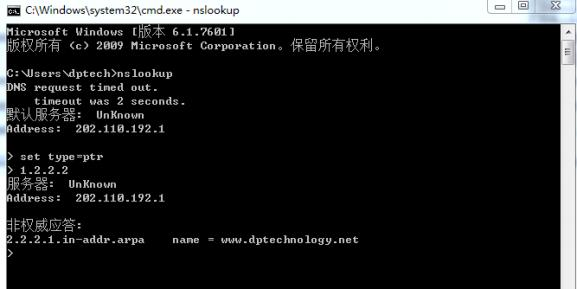 C:\Windows\system32\cmd.exe - nslookup
Microsoft Windows [版本 6.1.7601]
版权所有 (c) 2009 Microsoft Corporation。保留所有权利。
C:\Users\dptech>nslookup
DNS request timed out.
timeout was 2 seconds.
默认服务器: UnKnown
Address: 202.110.192.1
> set type=ptr
> 1.2.2.2
服务器: UnKnown
Address: 202.110.192.1
非权威应答:
2.2.2.1.in-addr.arpa name = www.dptechnology.net
>